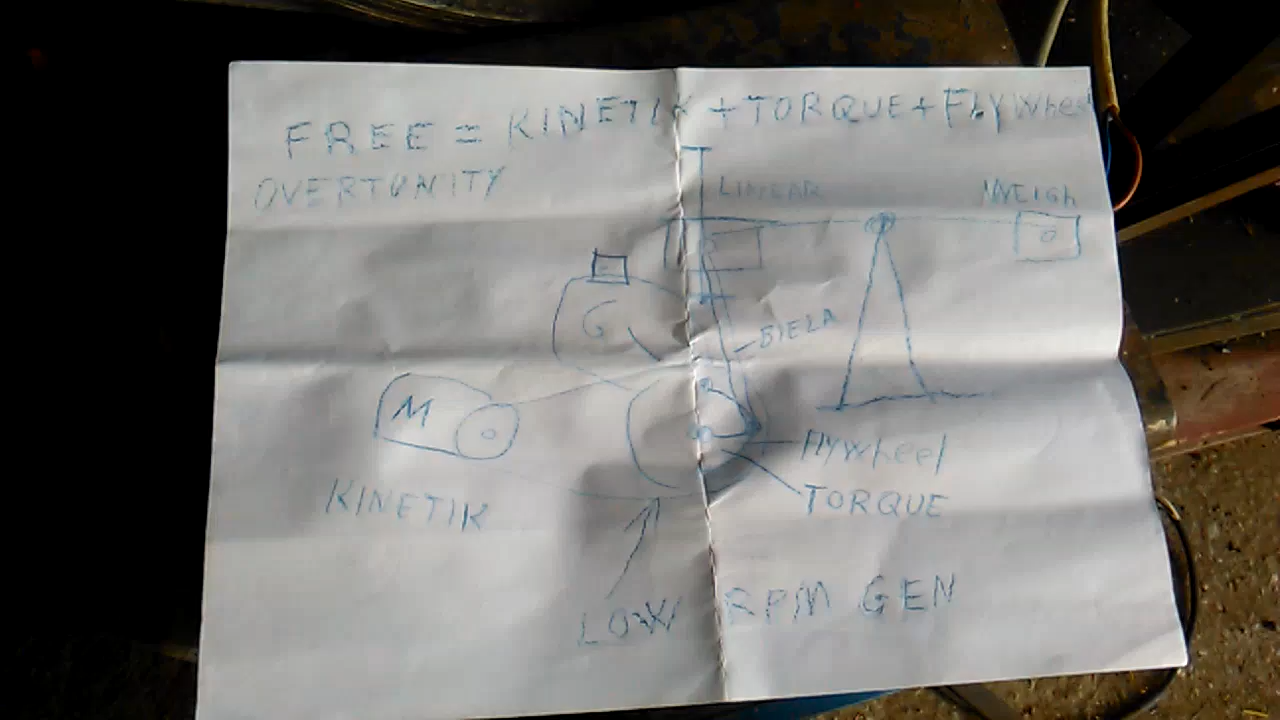 FREE = KINETIK + TORQUE + FlyWheel
OVERTUNITY
LINEAR
WEIGh
G
BIELA
M
FlyWheel
KINETIK
TORQUE
LOW RPM GEN